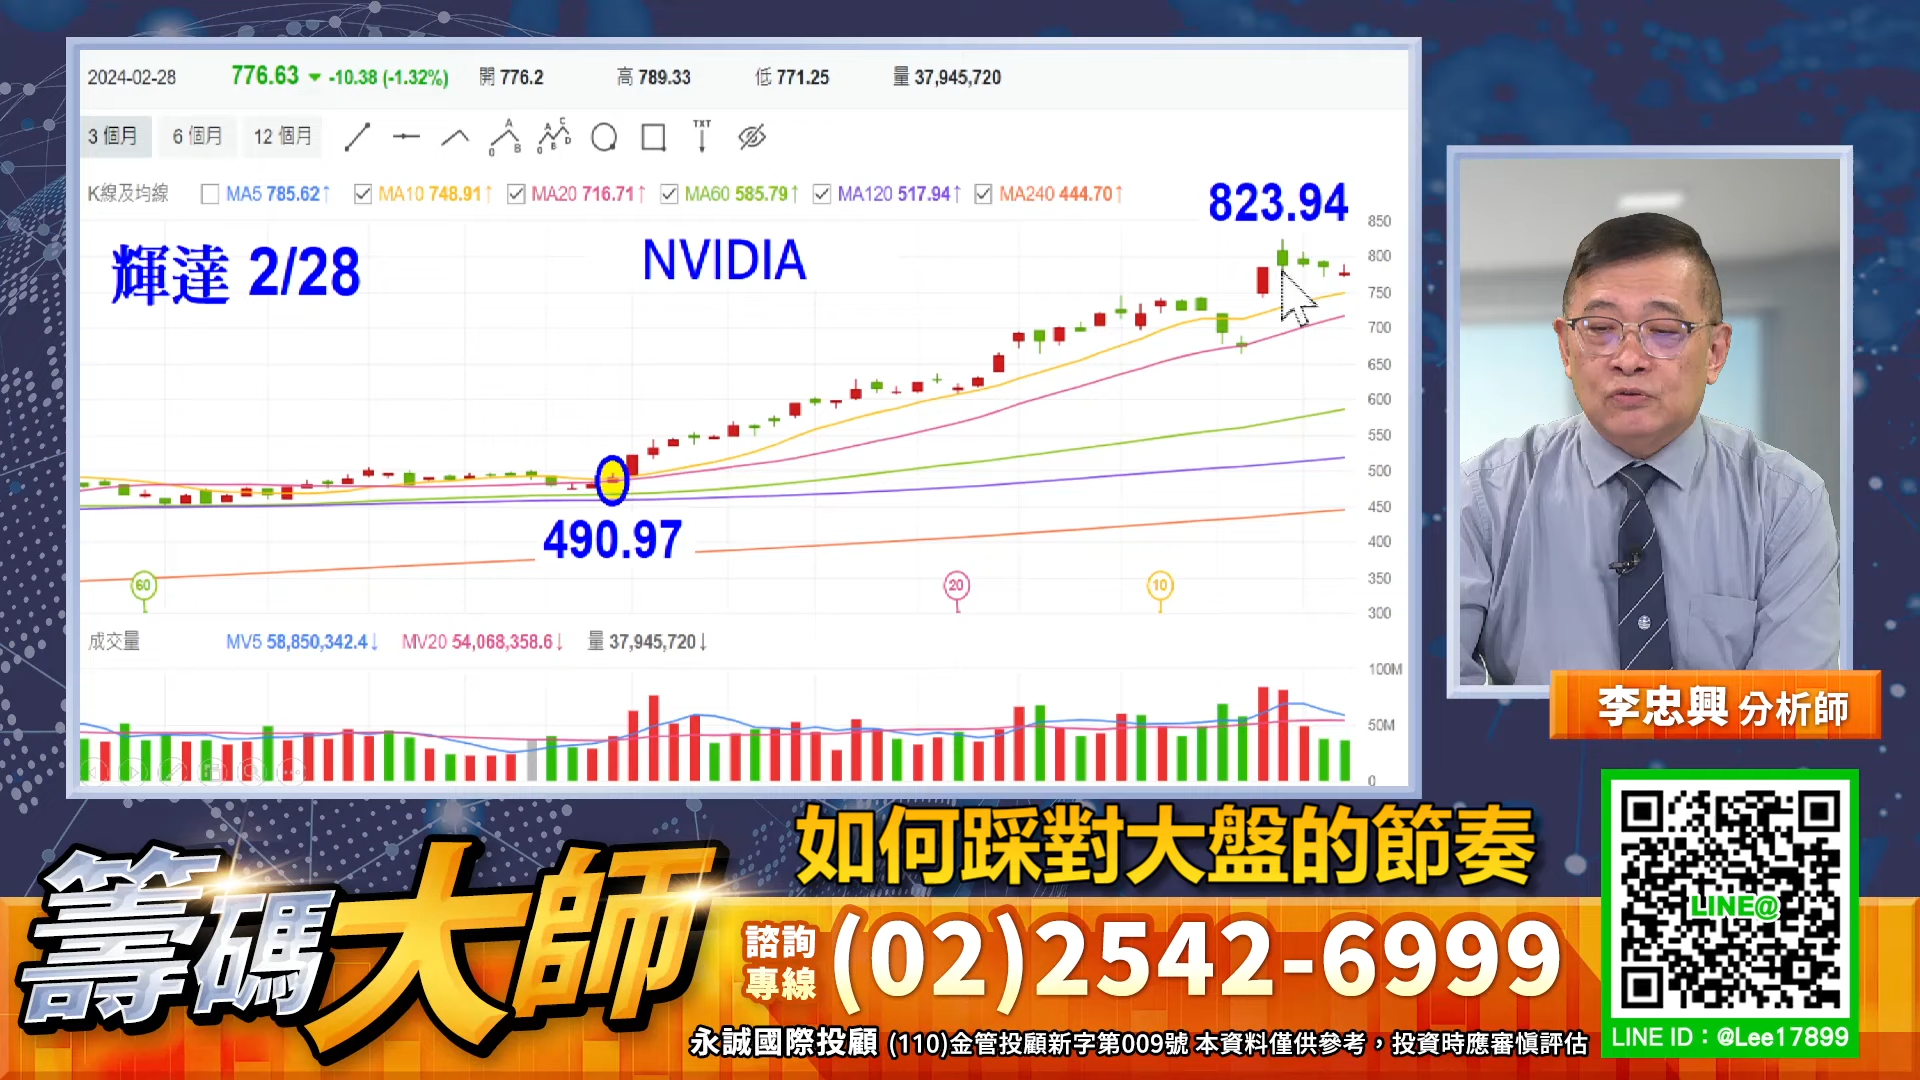 2024-02-28 776.63 ▼ -10.38 (-1.32%) 開 776.2 高 789.33 低 771.25 量 37,945,720
3 個月 6 個月 12 個月
A
O B
A C
O B D
TXT
K線及均線 MA5 785.62↑ MA10 748.91↑ MA20 716.71↑ MA60 585.79↑ MA120 517.94↑ MA240 444.70↑
823.94
輝達 2/28
NVIDIA
490.97
850
800
750
700
650
600
550
500
450
400
350
300
60
20
10
成交量 MV5 58,850,342.4↓ MV20 54,068,358.6↓ 量 37,945,720↓
100M
50M
0
李忠興 分析師
如何踩對大盤的節奏
籌碼大師
諮詢專線 (02)2542-6999
永誠國際投顧 (110)金管投顧新字第009號 本資料僅供參考，投資時應審慎評估
LINE@
LINE ID：@Lee17899